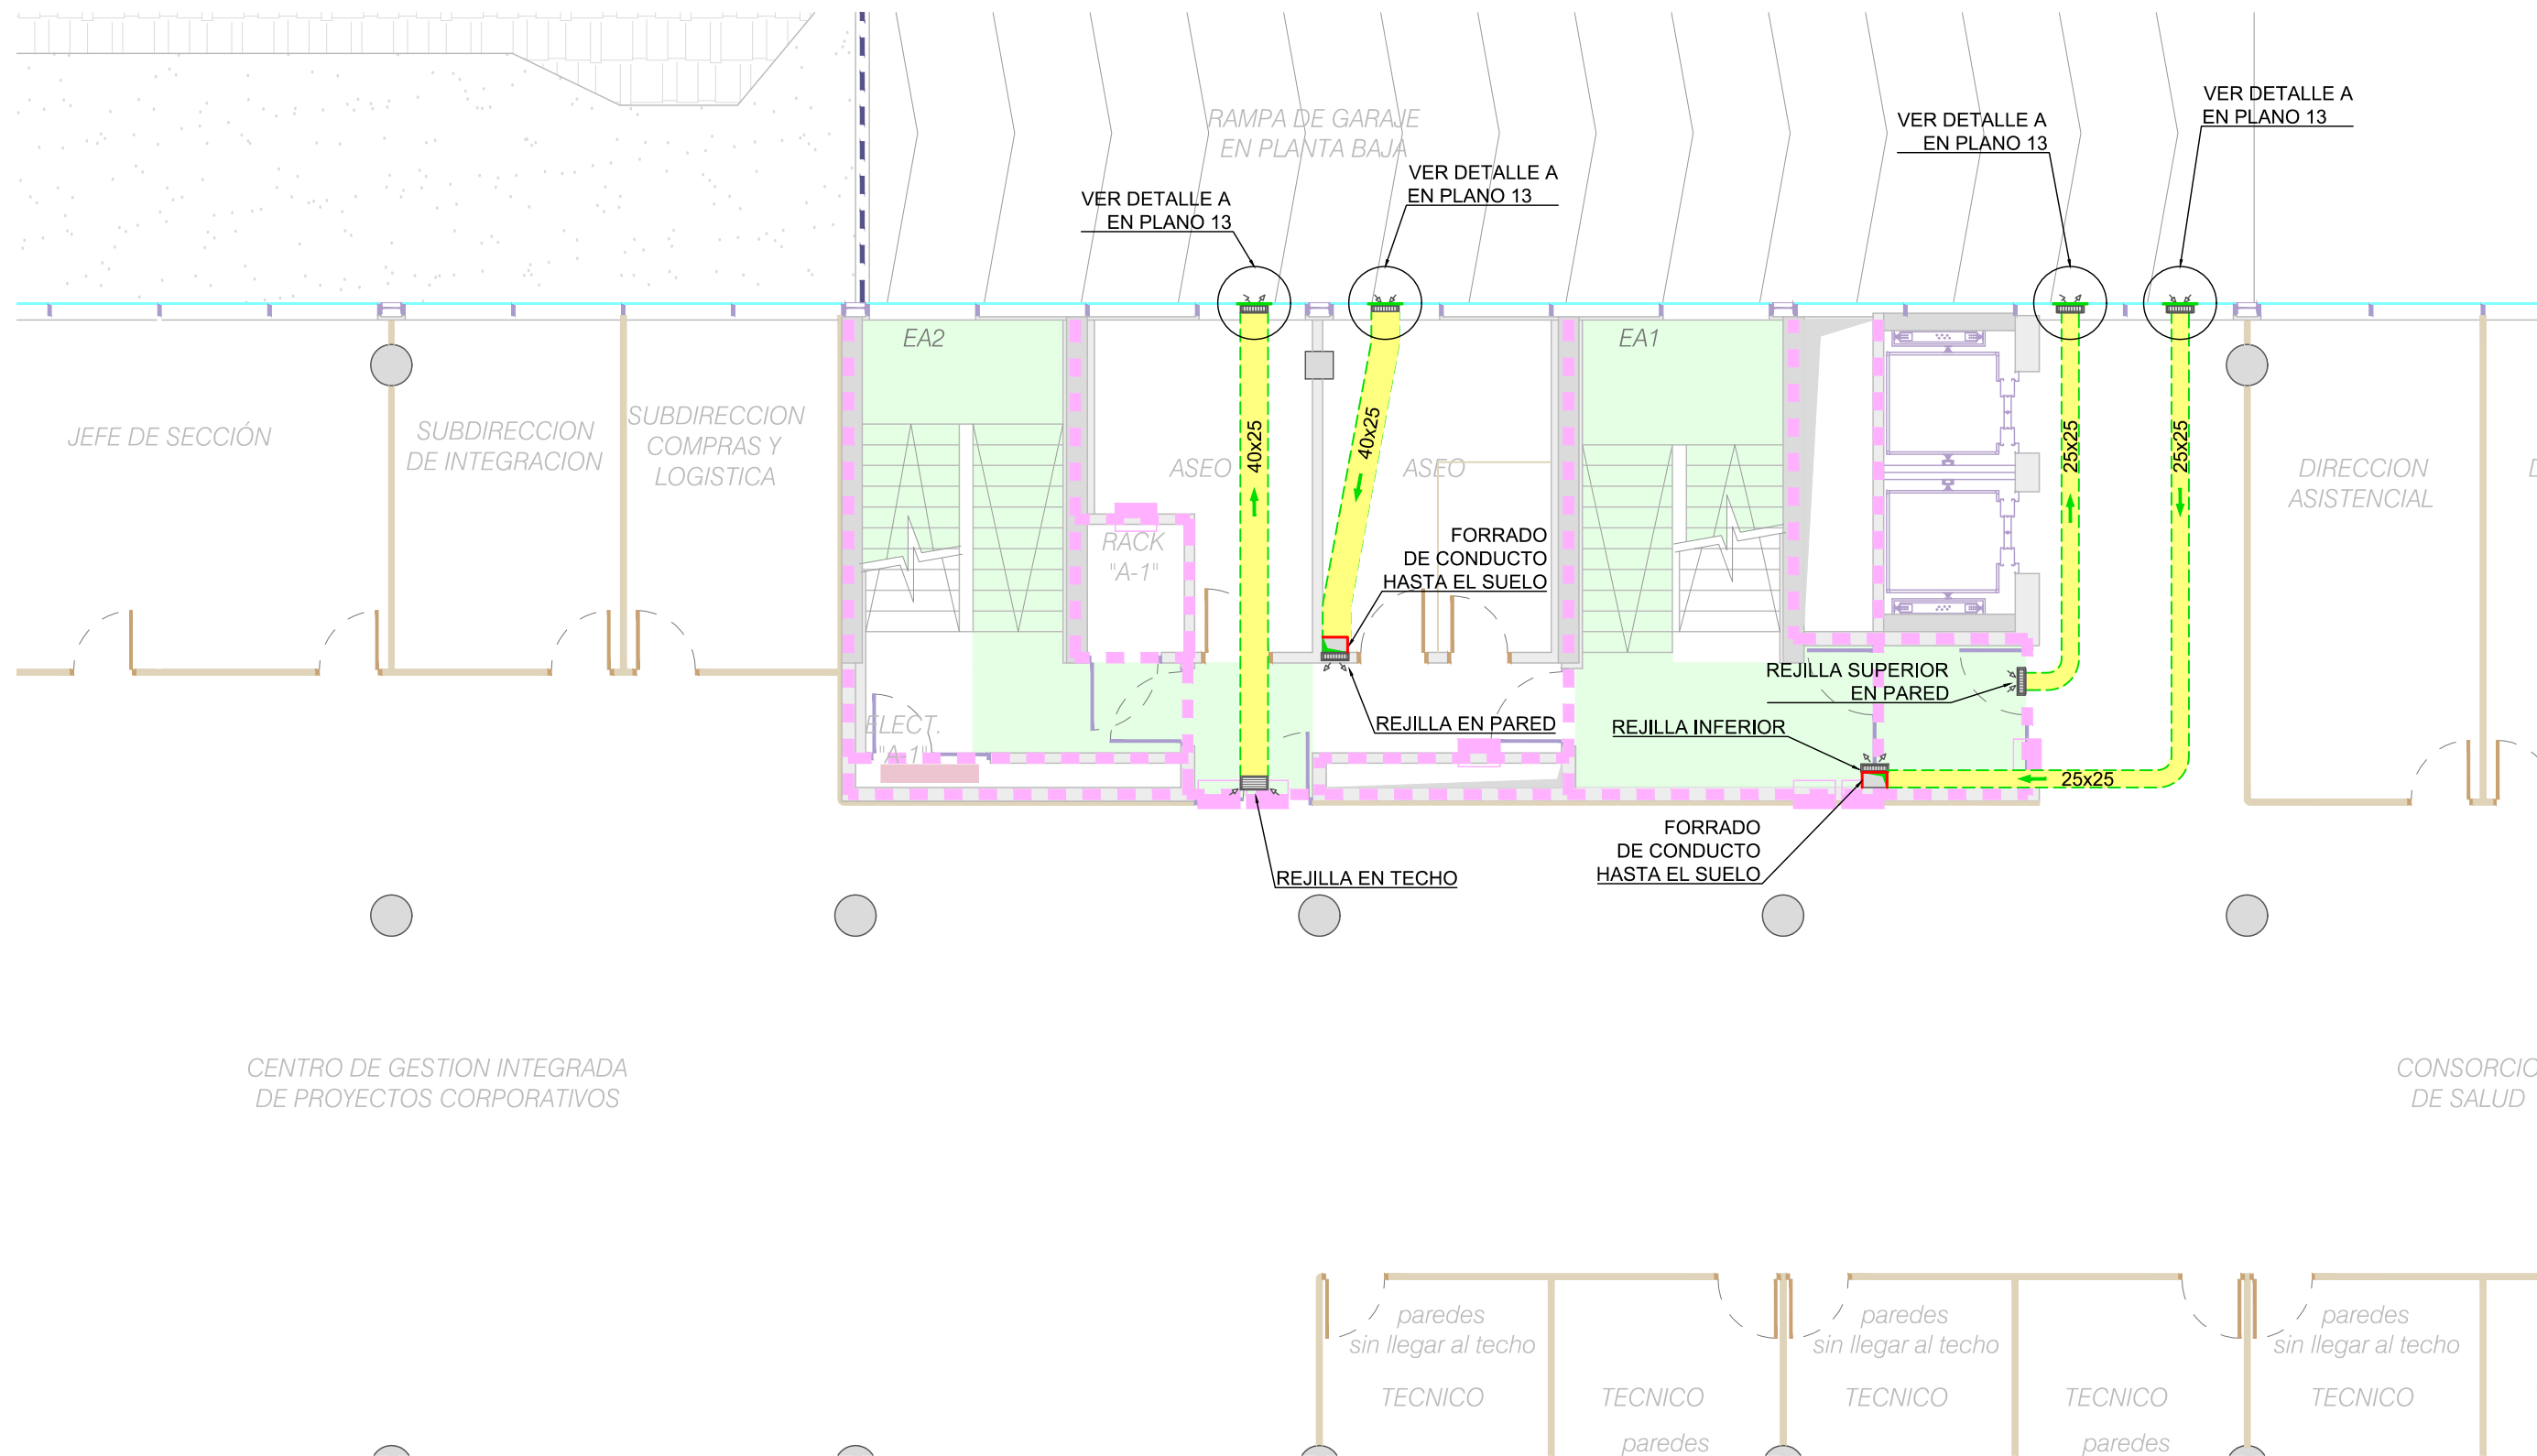 RAMPA DE GARAJE
EN PLANTA BAJA
VER DETALLE A
EN PLANO 13
VER DETALLE A
EN PLANO 13
VER DETALLE A
EN PLANO 13
VER DETALLE A
EN PLANO 13
EA2
EA1
JEFE DE SECCIÓN
SUBDIRECCION
DE INTEGRACION
SUBDIRECCION
COMPRAS Y
LOGISTICA
ASEO
40x25
40x25
ASEO
25x25
25x25
DIRECCION
ASISTENCIAL
D
RACK
"A-1"
FORRADO
DE CONDUCTO
HASTA EL SUELO
REJILLA SUPERIOR
EN PARED
ELECT.
"A-1"
REJILLA EN PARED
REJILLA INFERIOR
25x25
FORRADO
DE CONDUCTO
HASTA EL SUELO
REJILLA EN TECHO
CENTRO DE GESTION INTEGRADA
DE PROYECTOS CORPORATIVOS
CONSORCIO
DE SALUD
paredes
sin llegar al techo
paredes
sin llegar al techo
paredes
sin llegar al techo
TECNICO
TECNICO
TECNICO
TECNICO
TECNICO
paredes
paredes